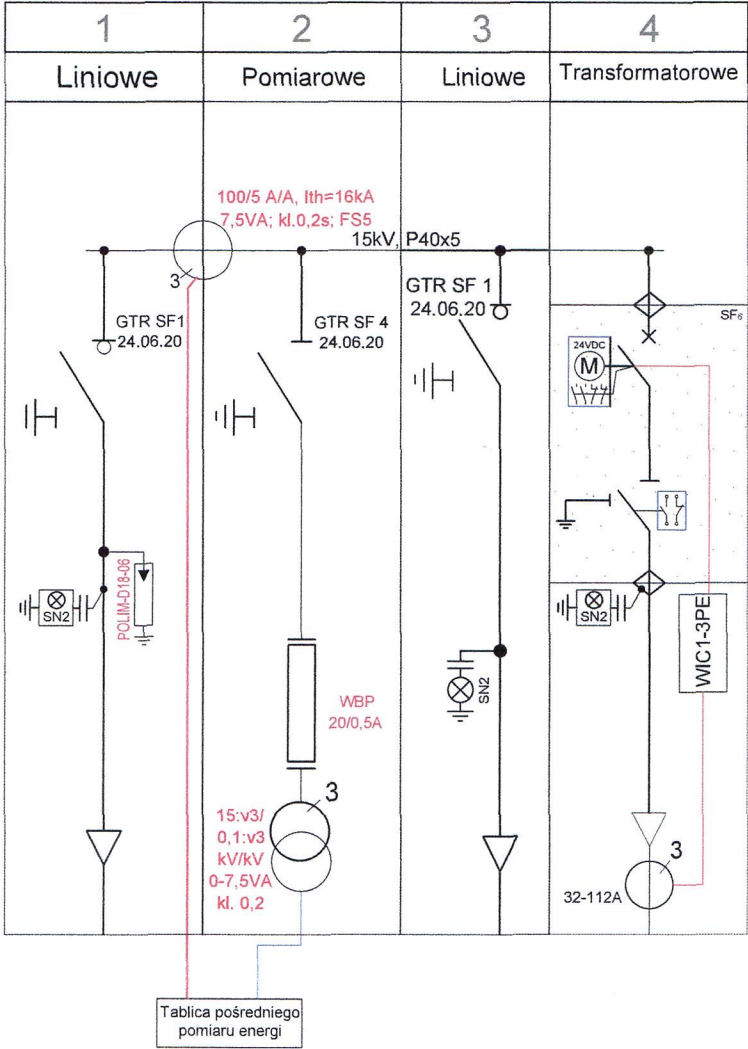 1
2
3
4
Liniowe
Pomiarowe
Liniowe
Transformatorowe
100/5 A/A, Ith=16kA
7,5VA; kl.0,2s; FS5
15kV, P40x5
3
GTR SF1
24.06.20
GTR SF 4
24.06.20
GTR SF 1
24.06.20
SF₆
24VDC
M
POLIM-D18-06
SN2
WBP
20/0,5A
SN2
SN2
WIC1-3PE
3
15:v3/
0,1:v3
kV/kV
0-7,5VA
kl. 0,2
3
32-112A
Tablica pośredniego
pomiaru energi